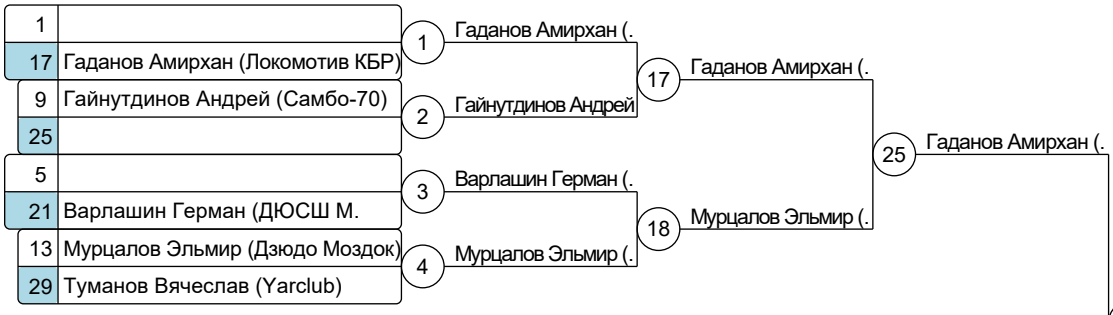 1
17 Гаданов Амирхан (Локомотив КБР)
9 Гайнутдинов Андрей (Самбо-70)
25
5
21 Варлашин Герман (ДЮСШ М.
13 Мурцалов Эльмир (Дзюдо Моздок)
29 Туманов Вячеслав (Yarclub)
1 Гаданов Амирхан (.
2 Гайнутдинов Андрей
3 Варлашин Герман (.
4 Мурцалов Эльмир (.
17 Гаданов Амирхан (.
18 Мурцалов Эльмир (.
25 Гаданов Амирхан (.